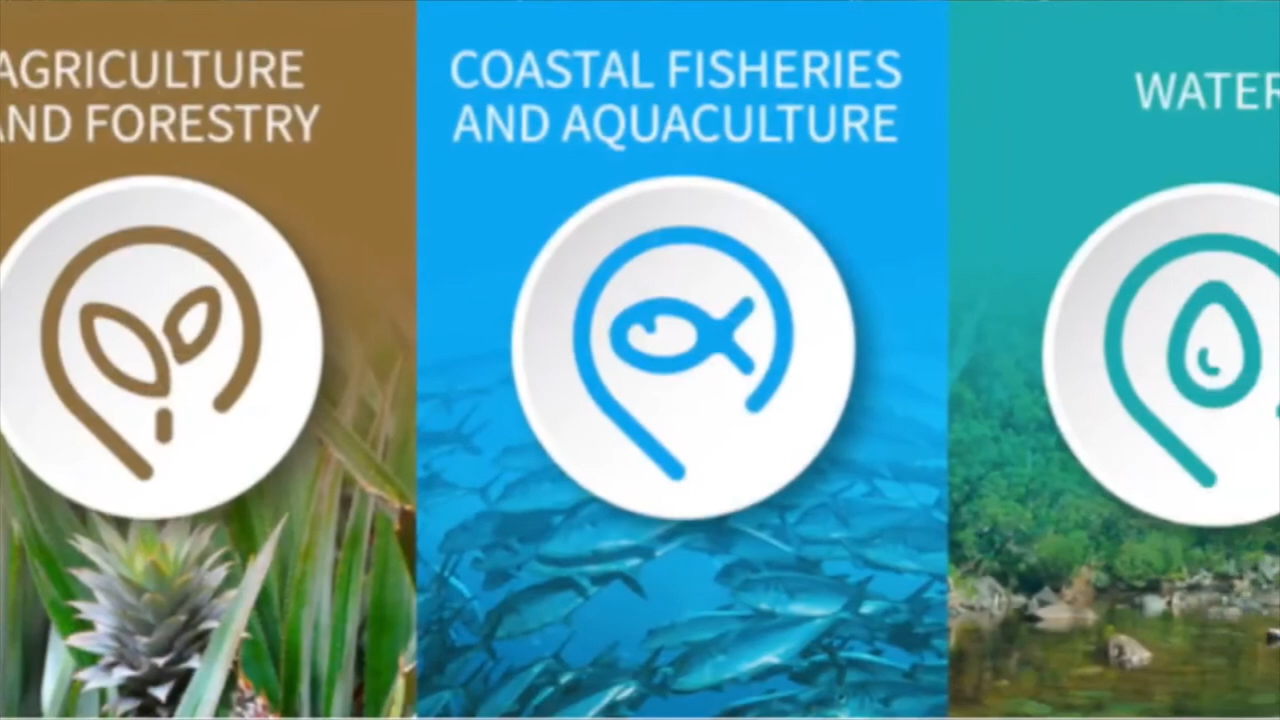 AGRICULTURE
AND FORESTRY
COASTAL FISHERIES
AND AQUACULTURE
WATER